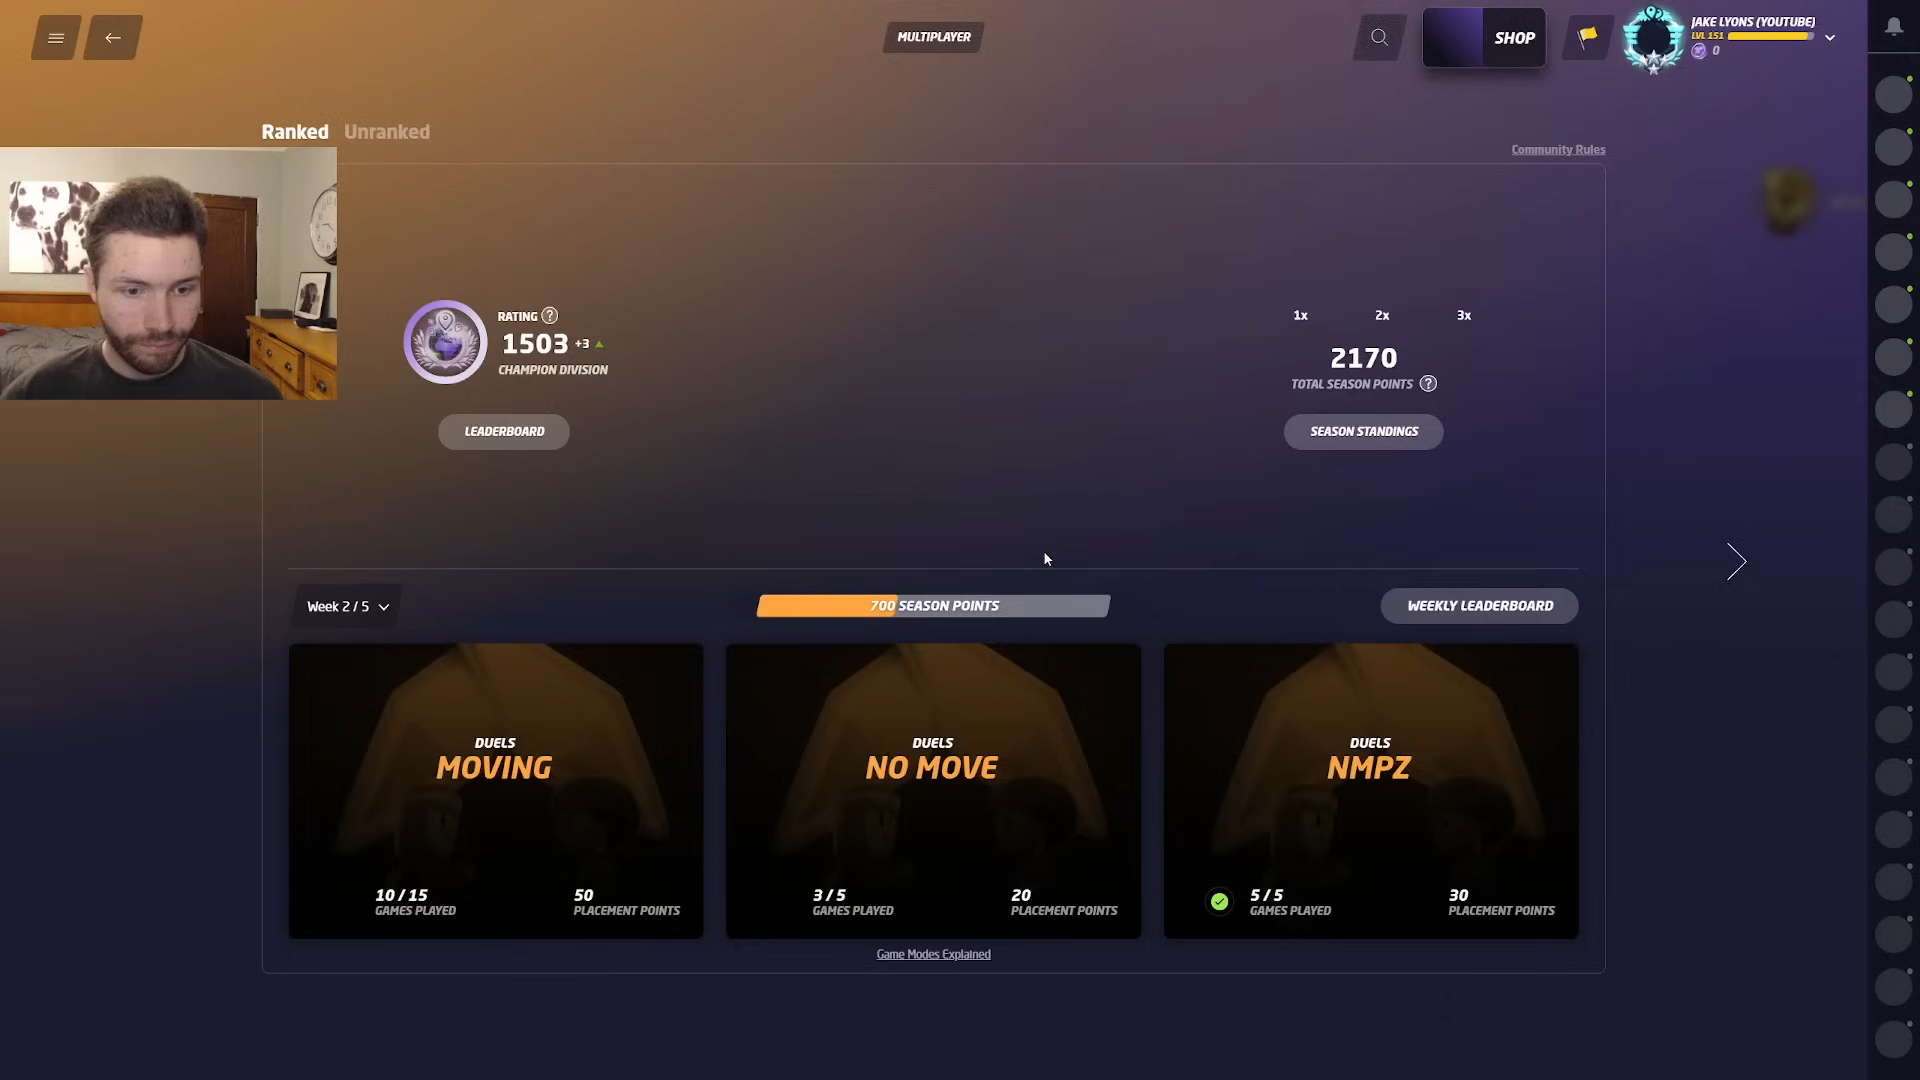 MULTIPLAYER
SHOP
JAKE LYONS (YOUTUBE)
LVL 151
0
Ranked
Unranked
Community Rules
RATING ?
1503 +3
CHAMPION DIVISION
LEADERBOARD
1x 2x 3x
2170
TOTAL SEASON POINTS ?
SEASON STANDINGS
Week 2 / 5
700 SEASON POINTS
WEEKLY LEADERBOARD
DUELS
MOVING
10 / 15
GAMES PLAYED
50
PLACEMENT POINTS
DUELS
NO MOVE
3 / 5
GAMES PLAYED
20
PLACEMENT POINTS
DUELS
NMPZ
5 / 5
GAMES PLAYED
30
PLACEMENT POINTS
Game Modes Explained